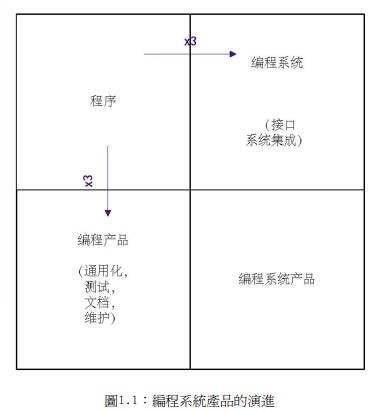 x3
编程系统
程序
(接口
系统集成)
x3
编程产品
(通用化,
测试,
文档,
维护)
编程系统产品
圖1.1：編程系統產品的演進